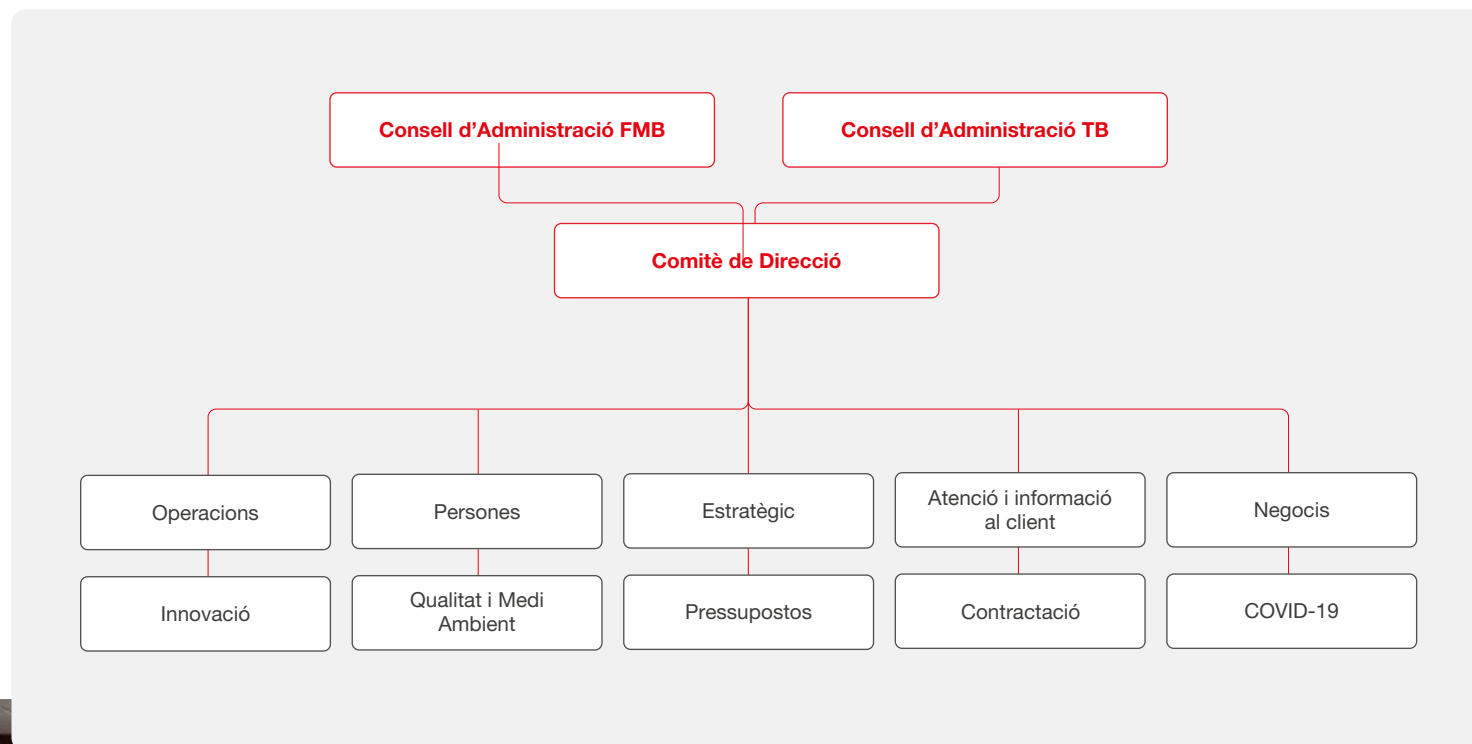 Consell d’Administració FMB
Consell d’Administració TB
Comitè de Direcció
Operacions
Persones
Estratègic
Atenció i informació
al client
Negocis
Innovació
Qualitat i Medi
Ambient
Pressupostos
Contractació
COVID-19